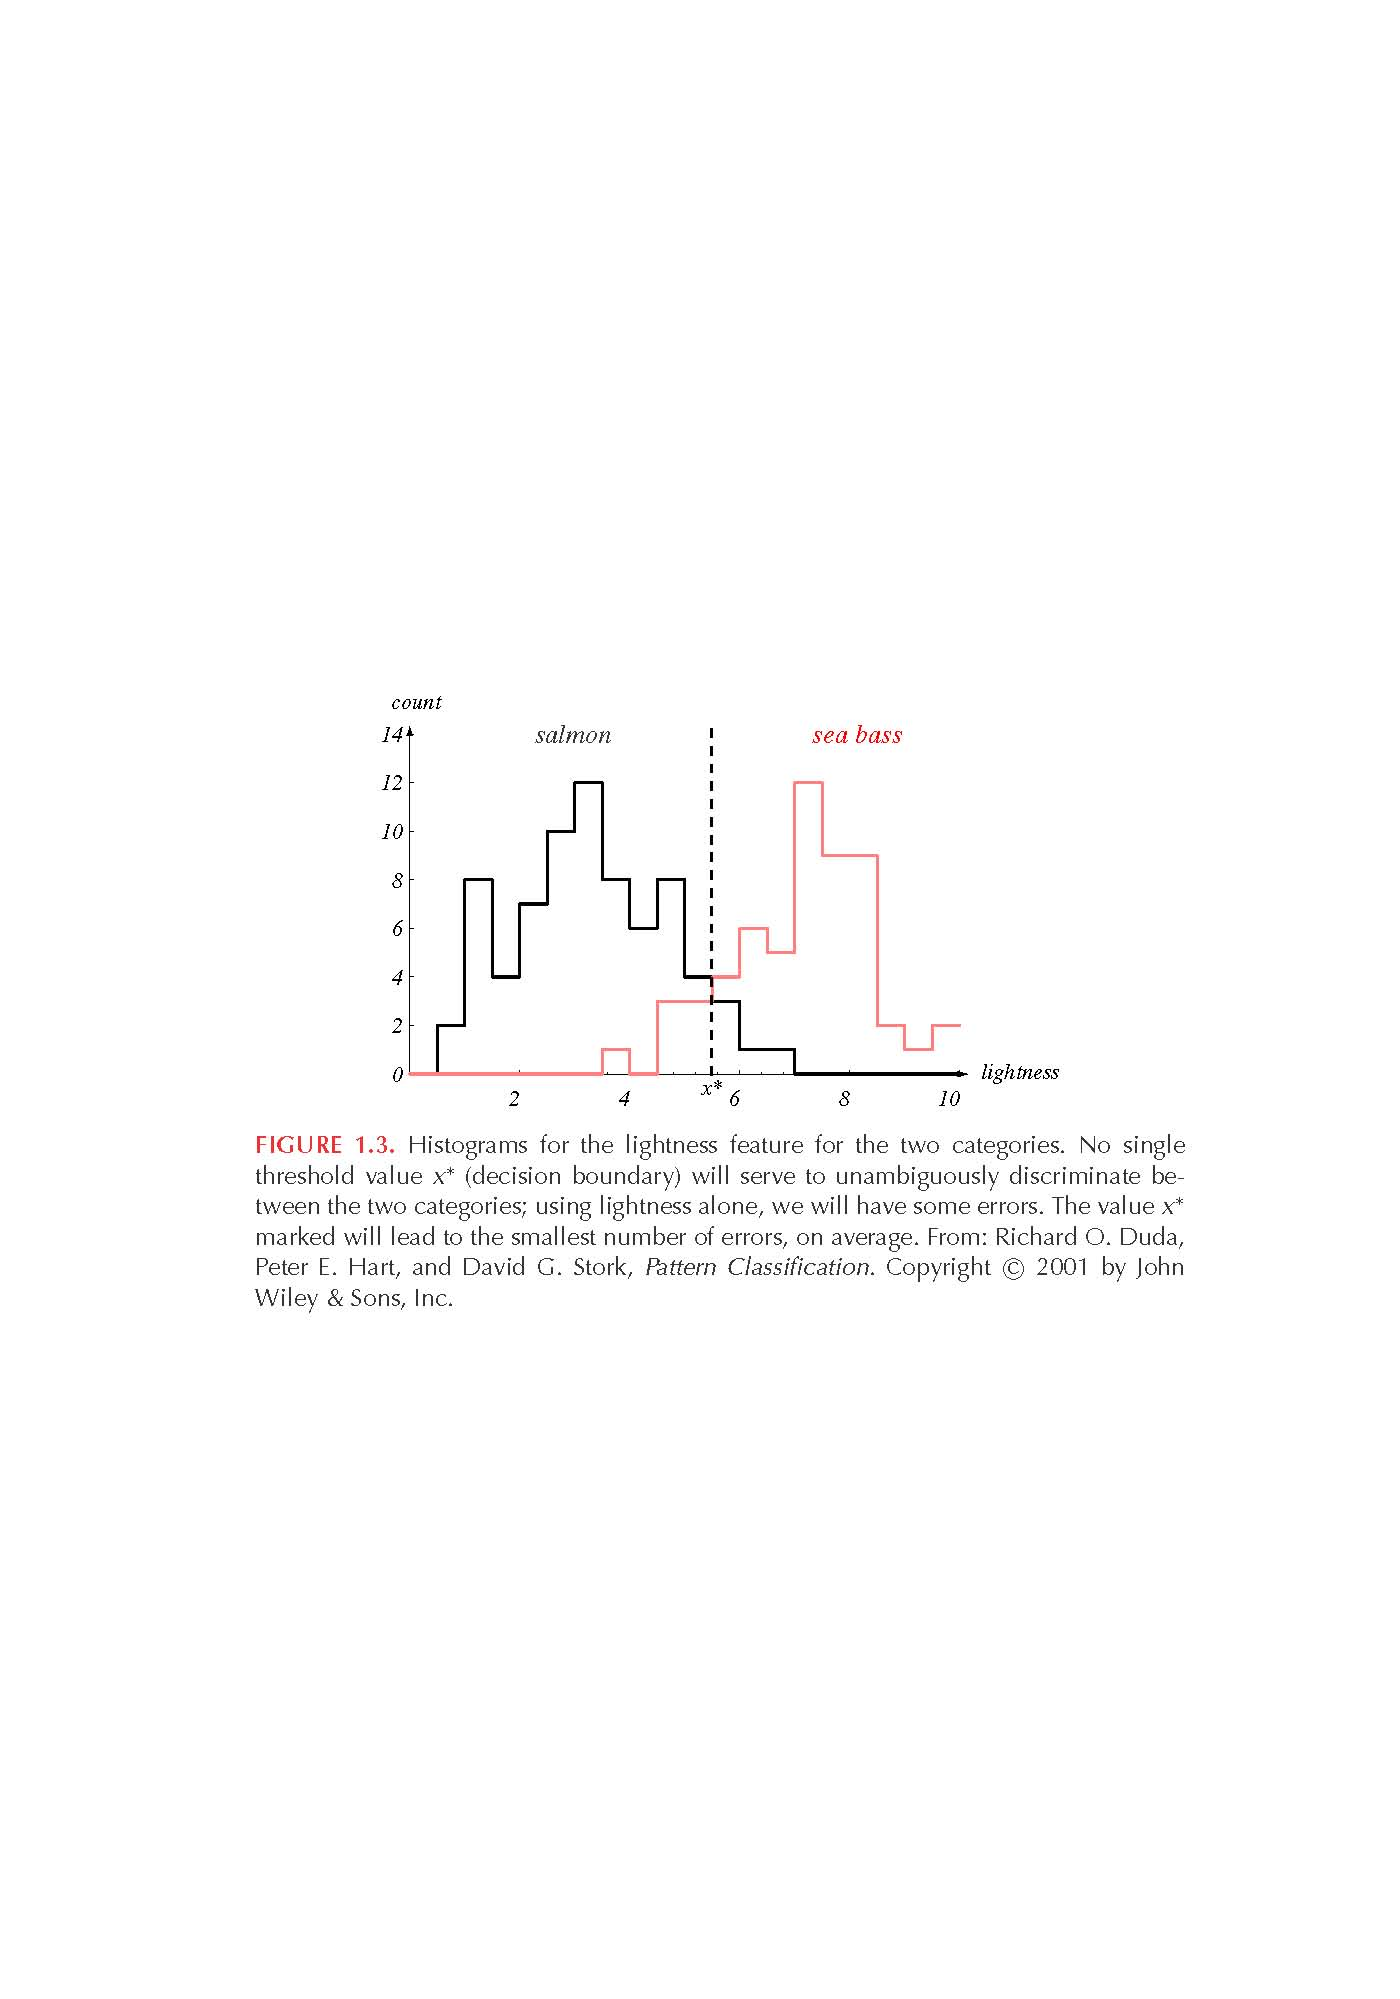 count
14
salmon
sea bass
12
10
8
6
4
2
0
lightness
x*
2
4
6
8
10
FIGURE 1.3. Histograms for the lightness feature for the two categories. No single
threshold value x* (decision boundary) will serve to unambiguously discriminate be-
tween the two categories; using lightness alone, we will have some errors. The value x*
marked will lead to the smallest number of errors, on average. From: Richard O. Duda,
Peter E. Hart, and David G. Stork, Pattern Classification. Copyright © 2001 by John
Wiley & Sons, Inc.